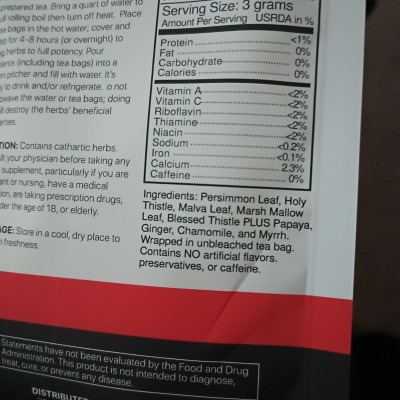 prepared tea. Bring a quart of water to
ull rolling boil then turn off heat. Place
ea bags in the hot water; cover and
ep for 4-8 hours (or overnight) to
g herbs to full potency. Pour
ents (including tea bags) into a
n pitcher and fill with water. It's
y to drink and/or refrigerate. o not
owave the water or tea bags; doing
ll destroy the herbs' beneficial
erties.
TION: Contains cathartic herbs.
ult your physician before taking any
supplement, particularly if you are
ant or nursing, have a medical
ion, are taking prescription drugs,
der the age of 18, or elderly.
GE: Store in a cool, dry place to
n freshness.
Serving Size: 3 grams
Amount Per Serving USRDA in %
Protein <1%
Fat 0%
Carbohydrate 0%
Calories 0%
Vitamin A <2%
Vitamin C <2%
Riboflavin <2%
Thiamine <2%
Niacin <2%
Sodium <0.2%
Iron <0.1%
Calcium 2.3%
Caffeine 0%
Ingredients: Persimmon Leaf, Holy
Thistle, Malva Leaf, Marsh Mallow
Leaf, Blessed Thistle PLUS Papaya,
Ginger, Chamomile, and Myrrh.
Wrapped in unbleached tea bag.
Contains NO artificial flavors.
preservatives, or caffeine.
Statements have not been evaluated by the Food and Drug
Administration. This product is not intended to diagnose,
treat, cure, or prevent any disease.
DISTRIBUTE